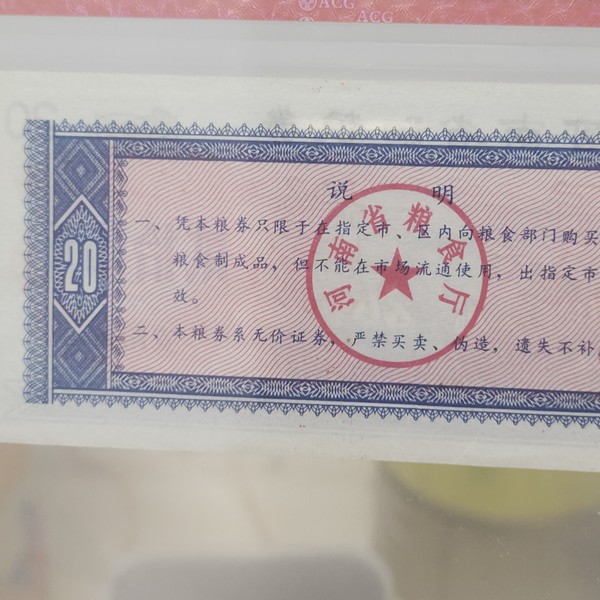 ACG
ACG
说 明
一、凭本粮券只限于在指定市、区内向粮食部门购买
粮食制成品，但不能在市场流通使用，出指定市
效。
二、本粮券系无价证券，严禁买卖、伪造，遗失不补
20
河南省粮食厅